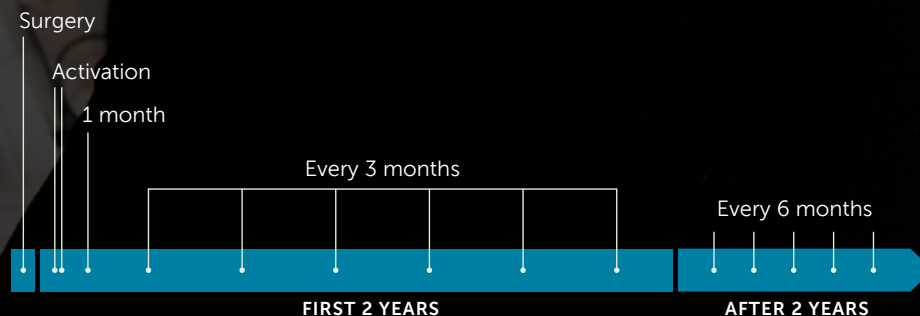 Surgery
Activation
1 month
Every 3 months
Every 6 months
FIRST 2 YEARS
AFTER 2 YEARS